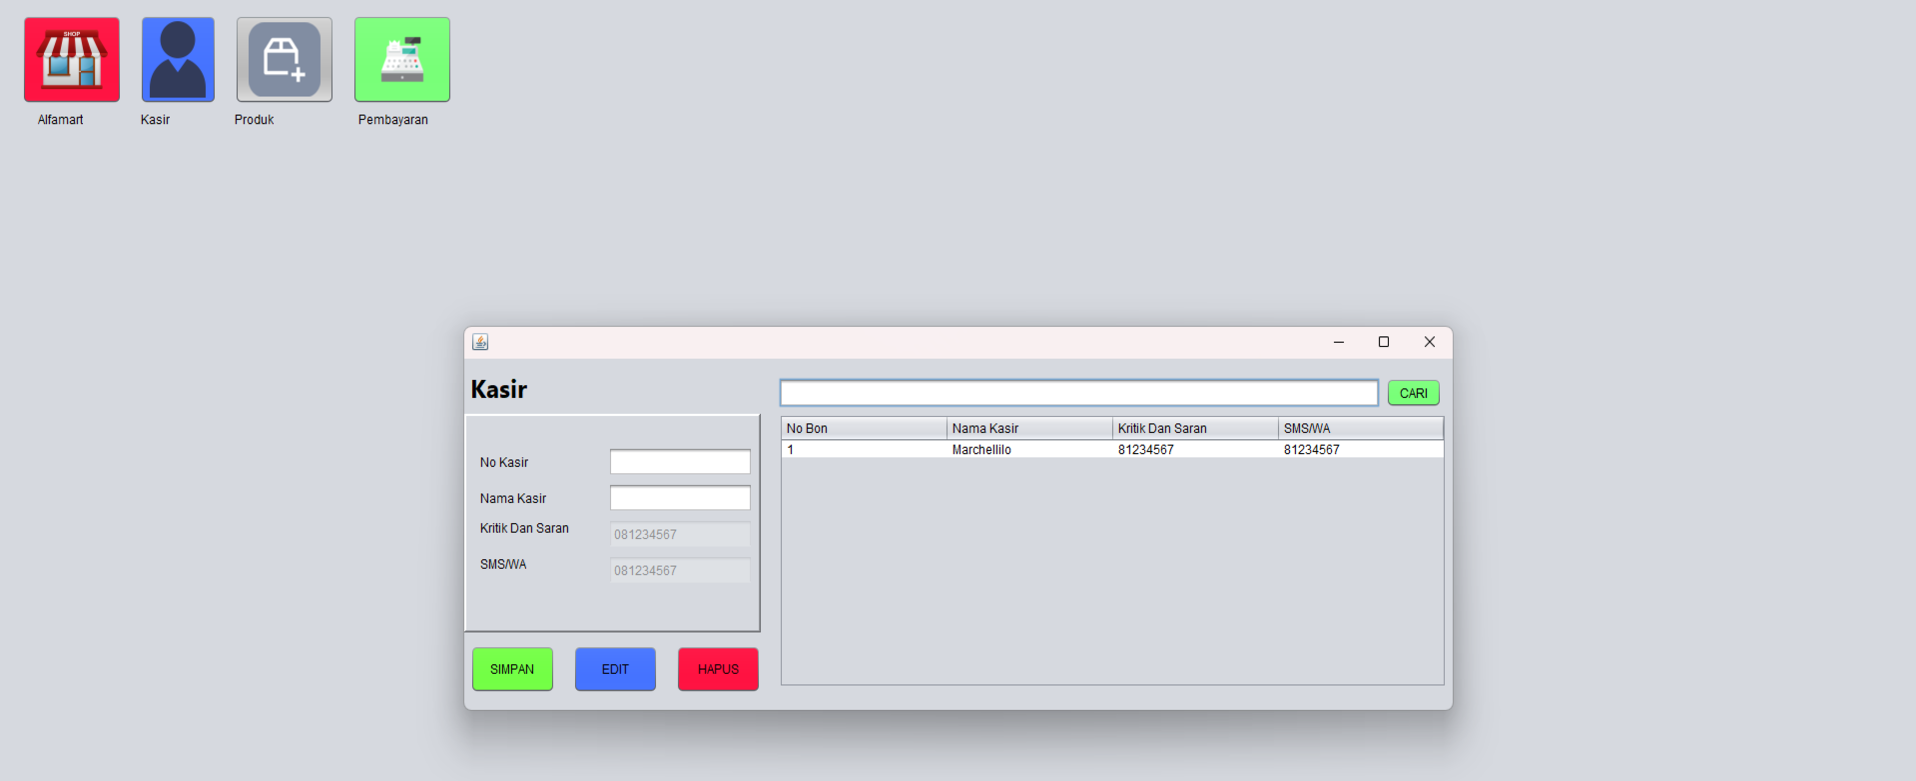 SHOP
Alfamart
Kasir
Produk
Pembayaran
Kasir
CARI
No Kasir
Nama Kasir
Kritik Dan Saran
081234567
SMS/WA
081234567
SIMPAN EDIT HAPUS
No Bon Nama Kasir Kritik Dan Saran SMS/WA
1 Marchellilo 81234567 81234567